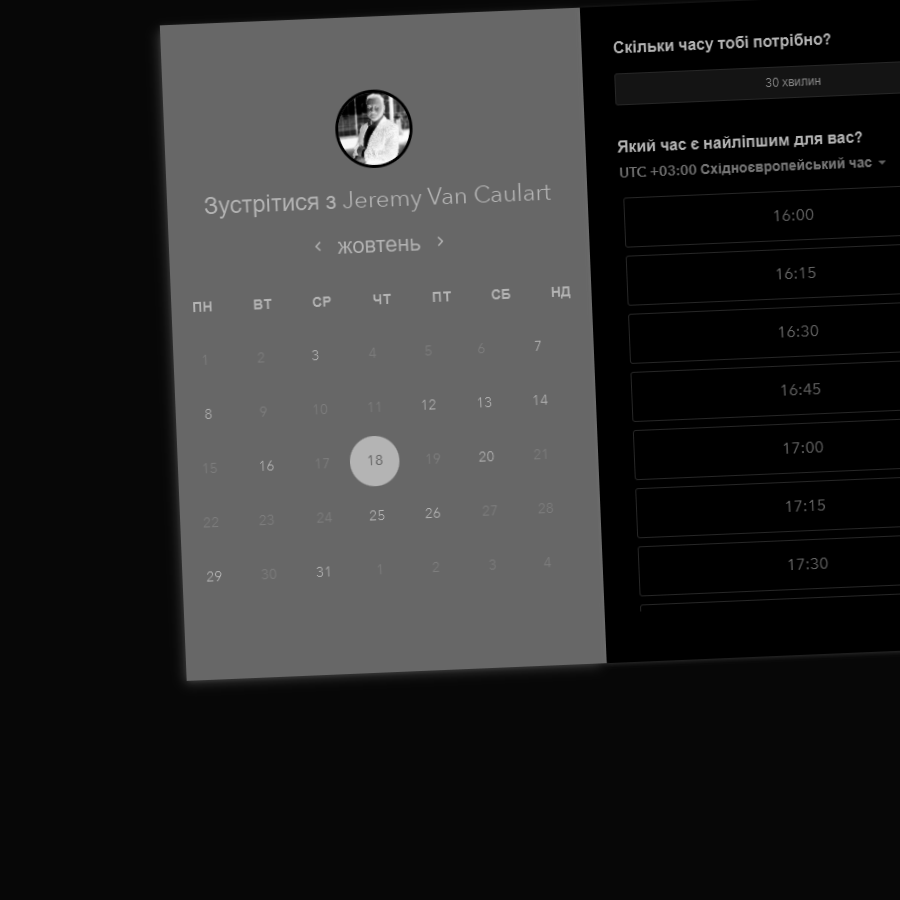 Зустрітися з Jeremy Van Caulart
жовтень
ПН ВТ СР ЧТ ПТ СБ НД
1 2 3 4 5 6 7
8 9 10 11 12 13 14
15 16 17 18 19 20 21
22 23 24 25 26 27 28
29 30 31 1 2 3 4
Скільки часу тобі потрібно?
30 хвилин
Який час є найліпшим для вас?
UTC +03:00 Східноєвропейський час
16:00
16:15
16:30
16:45
17:00
17:15
17:30